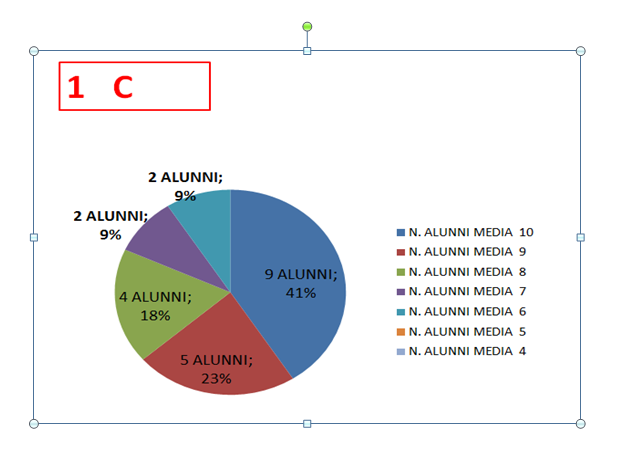 1 C
2 ALUNNI;
9%
2 ALUNNI;
9%
9 ALUNNI;
41%
4 ALUNNI;
18%
5 ALUNNI;
23%
N. ALUNNI MEDIA 10
N. ALUNNI MEDIA 9
N. ALUNNI MEDIA 8
N. ALUNNI MEDIA 7
N. ALUNNI MEDIA 6
N. ALUNNI MEDIA 5
N. ALUNNI MEDIA 4